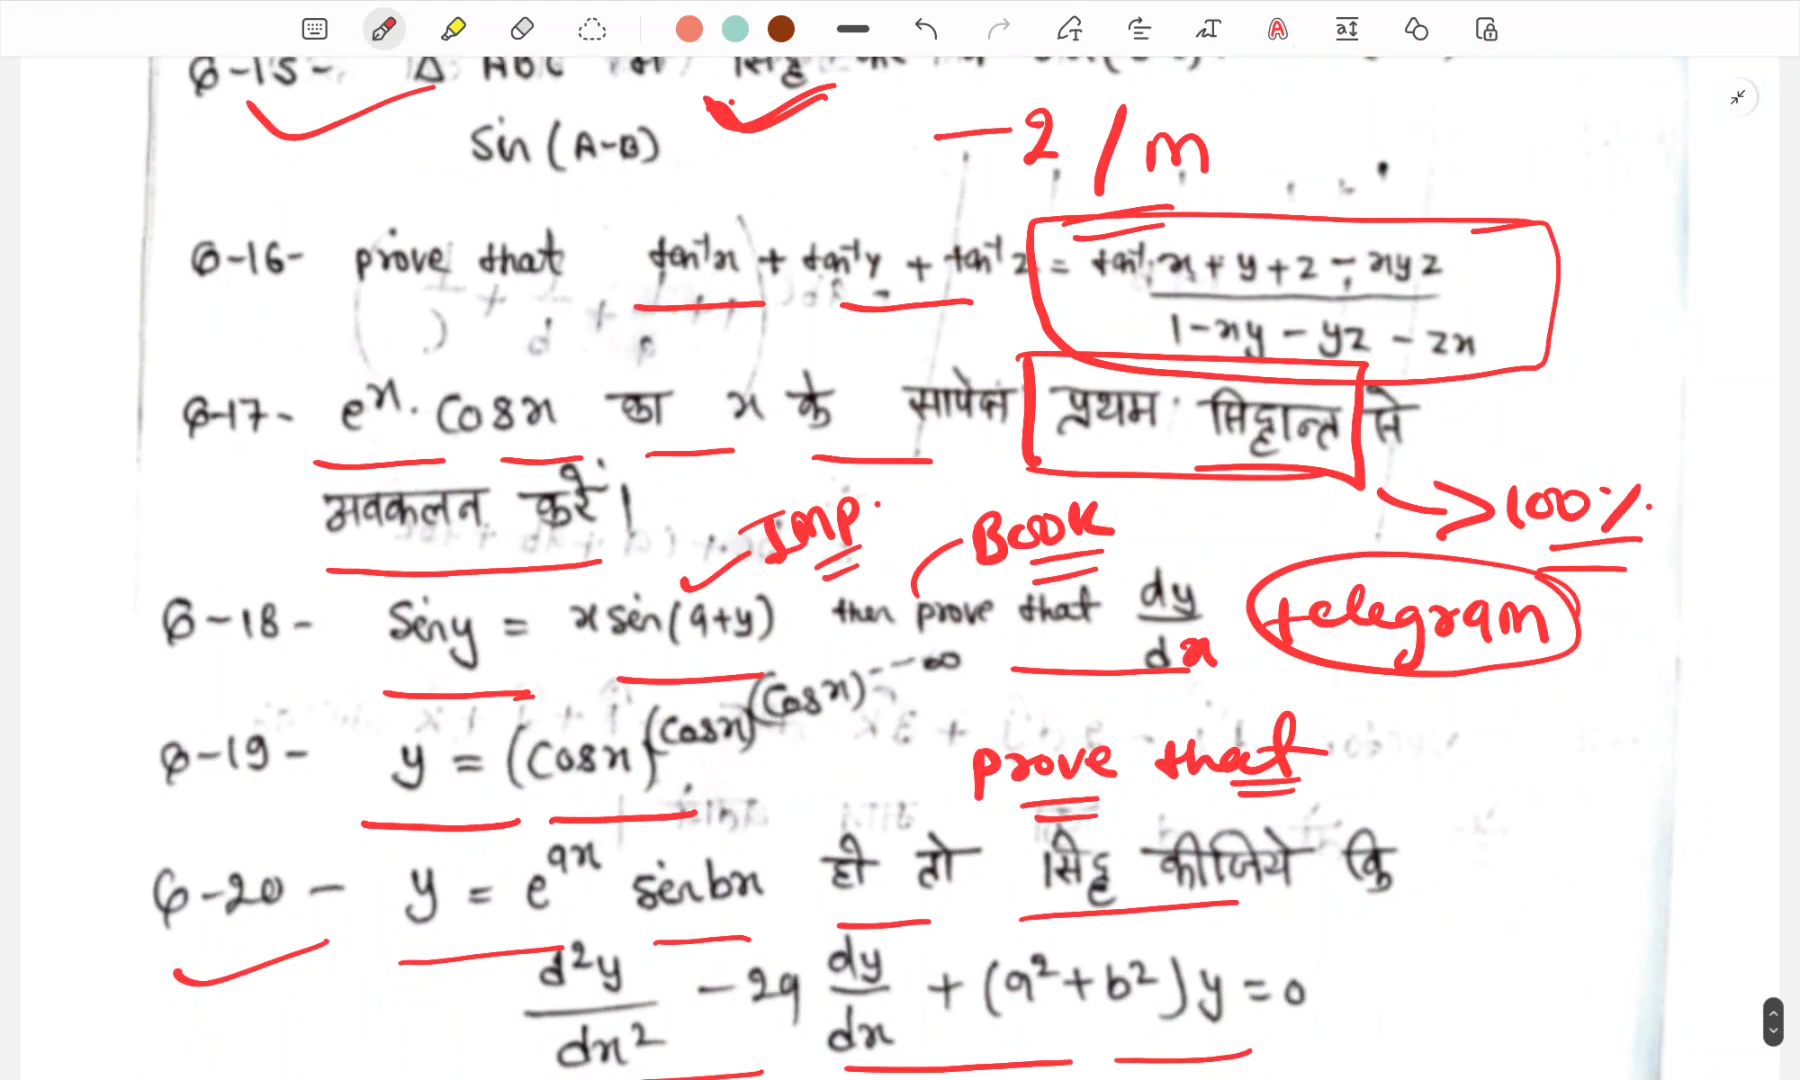 Q-15- Δ ABC
Sin (A-B)
— 2 / m
Q-16- prove that tan⁻¹x + tan⁻¹y + tan⁻¹z = tan⁻¹ x + y + z - xyz
1 - xy - yz - zx
Q-17- eˣ. Cosx का x के सापेक्ष प्रथम सिद्धान्त से
अवकलन करें।
→ 100%
Imp. Book
Q-18- Siny = x sin(a+y) then prove that dy
dx
telegram
Q-19- y = (Cosx)^(Cosx)^(Cosx)---∞
prove that
Q-20- y = e^ax sinbx हो तो सिद्ध कीजिये कि
d²y/dx² - 2a dy/dx + (a²+b²)y = 0